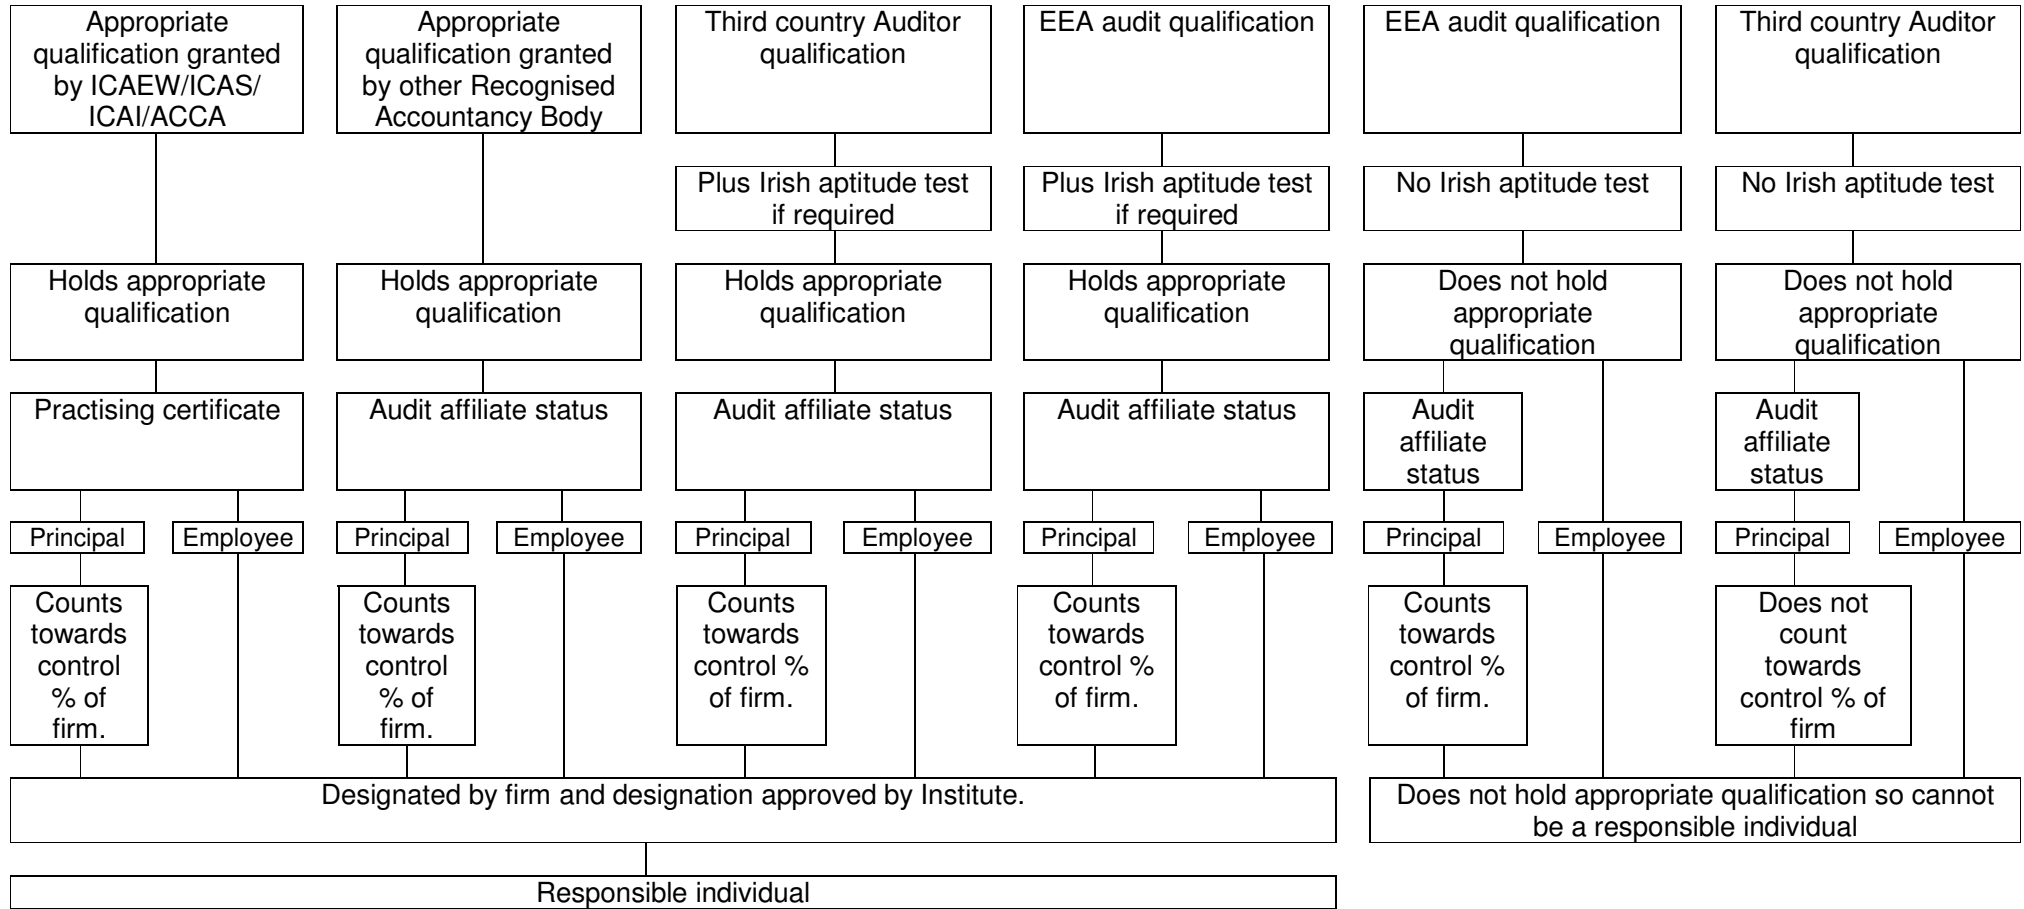 Appropriate
qualification granted
by ICAEW/ICAS/
ICAI/ACCA
Appropriate
qualification granted
by other Recognised
Accountancy Body
Third country Auditor
qualification
EEA audit qualification
EEA audit qualification
Third country Auditor
qualification
Plus Irish aptitude test
if required
Plus Irish aptitude test
if required
No Irish aptitude test
No Irish aptitude test
Holds appropriate
qualification
Holds appropriate
qualification
Holds appropriate
qualification
Holds appropriate
qualification
Does not hold
appropriate
qualification
Does not hold
appropriate
qualification
Practising certificate
Audit affiliate status
Audit affiliate status
Audit affiliate status
Audit
affiliate
status
Audit
affiliate
status
Principal
Employee
Principal
Employee
Principal
Employee
Principal
Employee
Principal
Employee
Principal
Employee
Counts
towards
control
% of
firm.
Counts
towards
control
% of
firm.
Counts
towards
control %
of firm.
Counts
towards
control %
of firm.
Counts
towards
control %
of firm.
Does not
count
towards
control % of
firm
Designated by firm and designation approved by Institute.
Does not hold appropriate qualification so cannot
be a responsible individual
Responsible individual